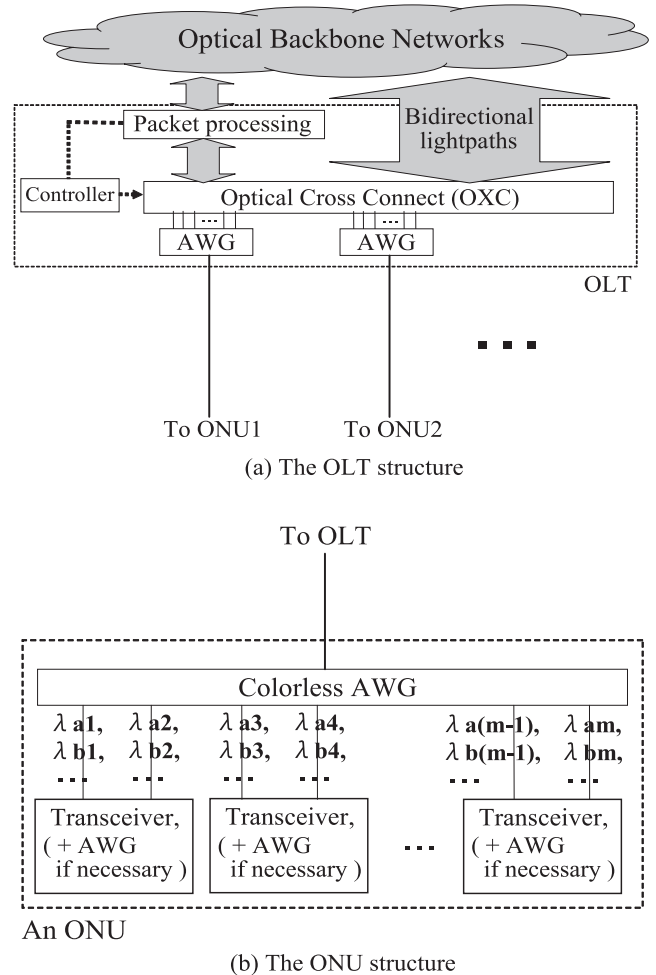 Optical Backbone Networks
Packet processing
Bidirectional
lightpaths
Controller
Optical Cross Connect (OXC)
...
...
AWG
AWG
OLT
...
To ONU1
To ONU2
(a) The OLT structure
To OLT
Colorless AWG
λ a1, λ a2, λ a3, λ a4, λ a(m-1), λ am,
λ b1, λ b2, λ b3, λ b4, λ b(m-1), λ bm,
... ... ... ... ... ...
Transceiver, Transceiver, Transceiver,
( + AWG ( + AWG ... ( + AWG
if necessary ) if necessary ) if necessary )
An ONU
(b) The ONU structure